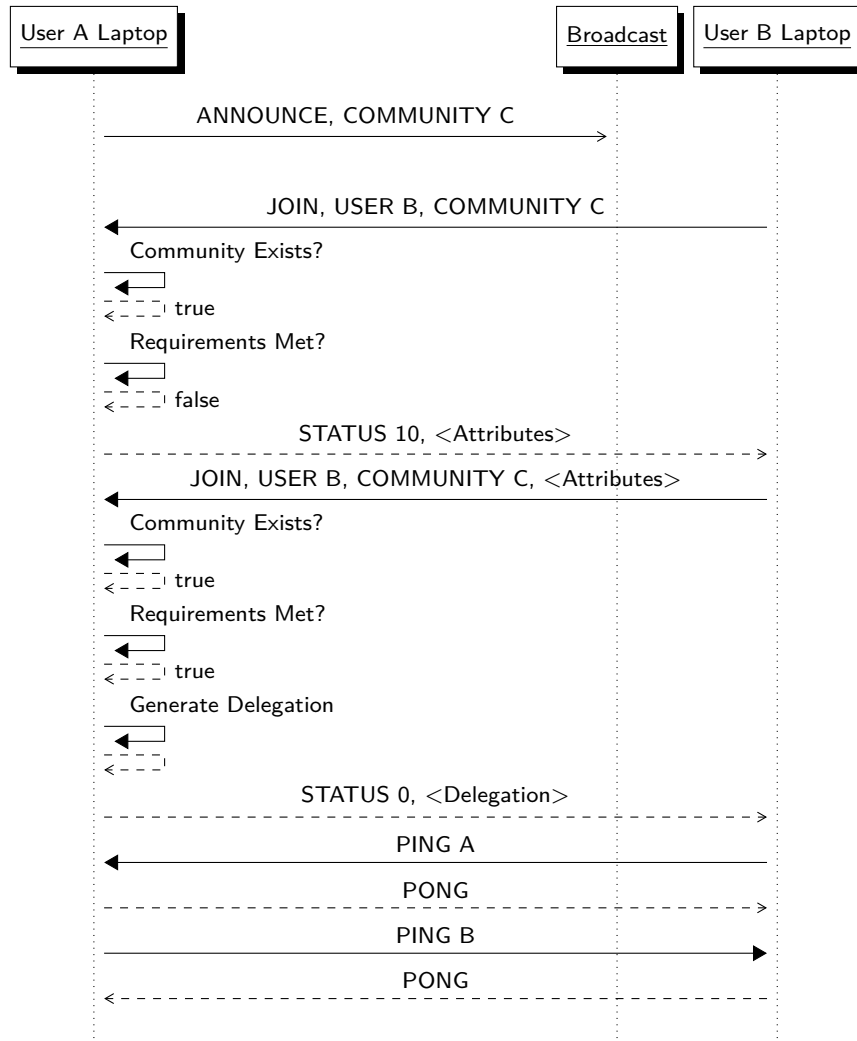 User A Laptop
Broadcast
User B Laptop
ANNOUNCE, COMMUNITY C
JOIN, USER B, COMMUNITY C
Community Exists?
true
Requirements Met?
false
STATUS 10, <Attributes>
JOIN, USER B, COMMUNITY C, <Attributes>
Community Exists?
true
Requirements Met?
true
Generate Delegation
STATUS 0, <Delegation>
PING A
PONG
PING B
PONG